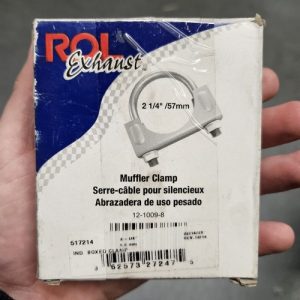 ROL
Exhaust
2 1/4" /57mm
Muffler Clamp
Serre-câble pour silencieux
Abrazadera de uso pesado
12-1009-8
517214
IND. BOXED CLAMP